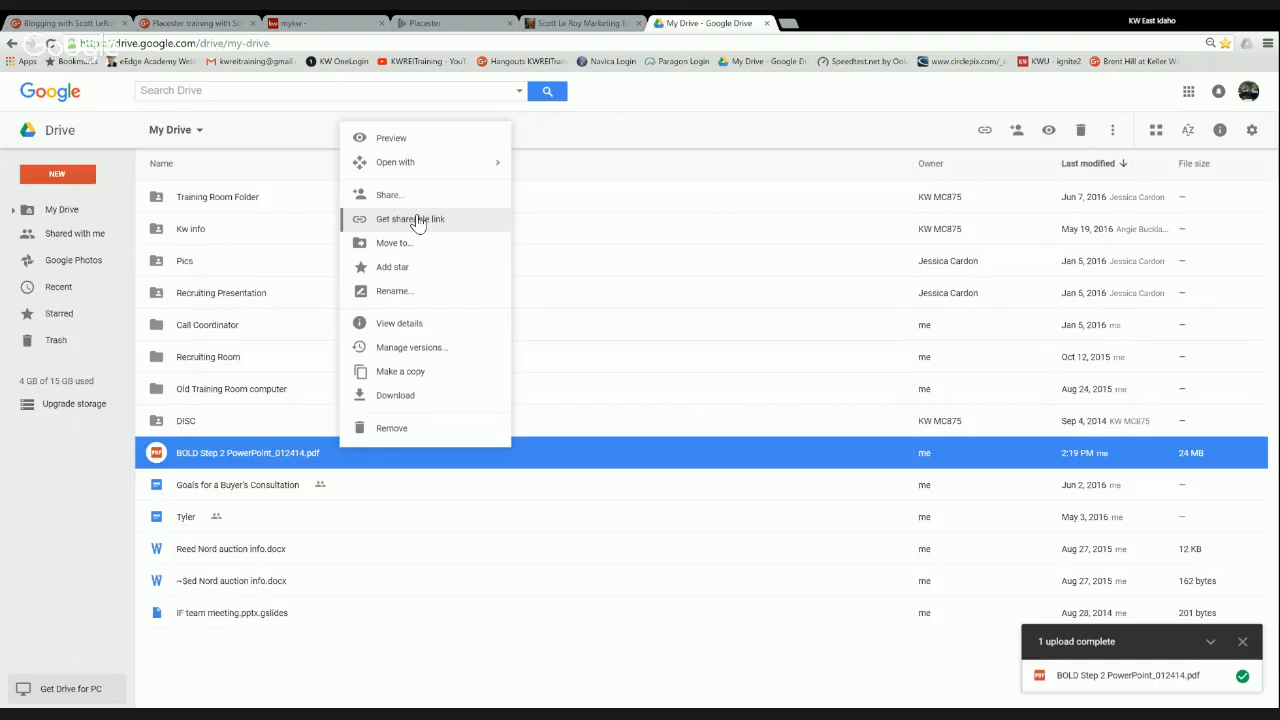 Blogging with Scott LeRo
Placester training with Sc
mykw -
Placester
Scott Le Roy Marketing R
My Drive - Google Drive
KW East Idaho
https://drive.google.com/drive/my-drive
Apps
Bookmarks
eEdge Academy Web
kwreitraining@gmail
KW OneLogin
KWREITraining - YouT
Hangouts KWREITrain
Navica Login
Paragon Login
My Drive - Google Dr
Speedtest.net by Ook
www.circlepix.com/_e
KWU - ignite2
Brent Hill at Keller Wil
Google
Search Drive
Drive
My Drive
Preview
Open with
Share...
Get shareable link
Move to...
Add star
Rename...
View details
Manage versions...
Make a copy
Download
Remove
NEW
My Drive
Shared with me
Google Photos
Recent
Starred
Trash
4 GB of 15 GB used
Upgrade storage
Get Drive for PC
Name Owner Last modified File size
Training Room Folder KW MC875 Jun 7, 2016 Jessica Cardon —
Kw info KW MC875 May 19, 2016 Angie Buckla... —
Pics Jessica Cardon Jan 5, 2016 Jessica Cardon —
Recruiting Presentation Jessica Cardon Jan 5, 2016 Jessica Cardon —
Call Coordinator me Jan 5, 2016 me —
Recruiting Room me Oct 12, 2015 me —
Old Training Room computer me Aug 24, 2015 me —
DISC KW MC875 Sep 4, 2014 KW MC875 —
BOLD Step 2 PowerPoint_012414.pdf me 2:19 PM me 24 MB
Goals for a Buyer's Consultation me Jun 2, 2016 me —
Tyler me May 3, 2016 me —
Reed Nord auction info.docx me Aug 27, 2015 me 12 KB
~$ed Nord auction info.docx me Aug 27, 2015 me 162 bytes
IF team meeting.pptx.gslides me Aug 28, 2014 me 201 bytes
1 upload complete
BOLD Step 2 PowerPoint_012414.pdf